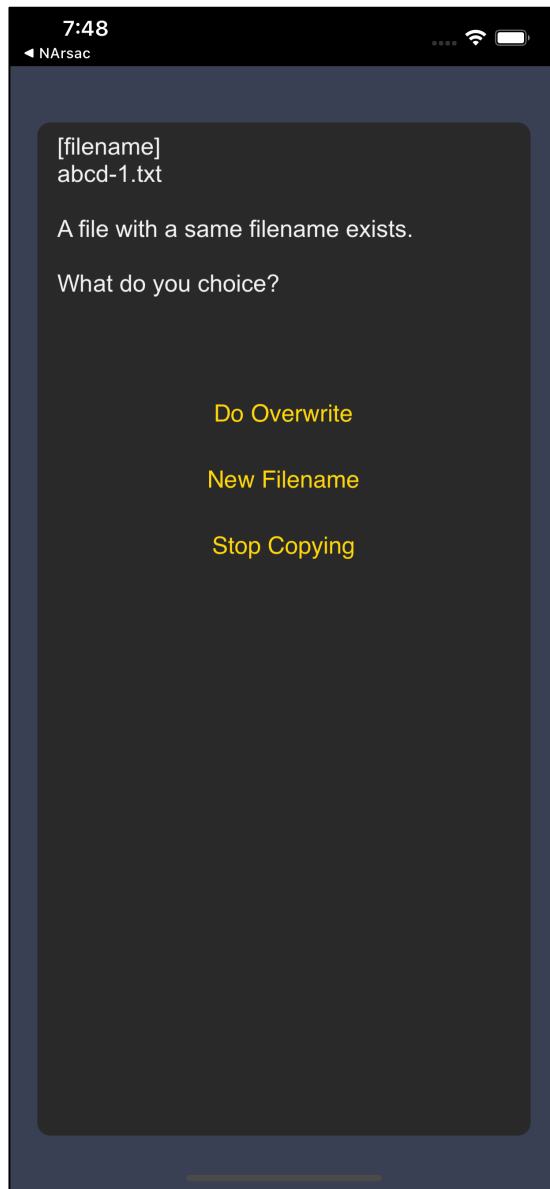 7:48
◀ NArsac
[filename]
abcd-1.txt
A file with a same filename exists.
What do you choice?
Do Overwrite
New Filename
Stop Copying